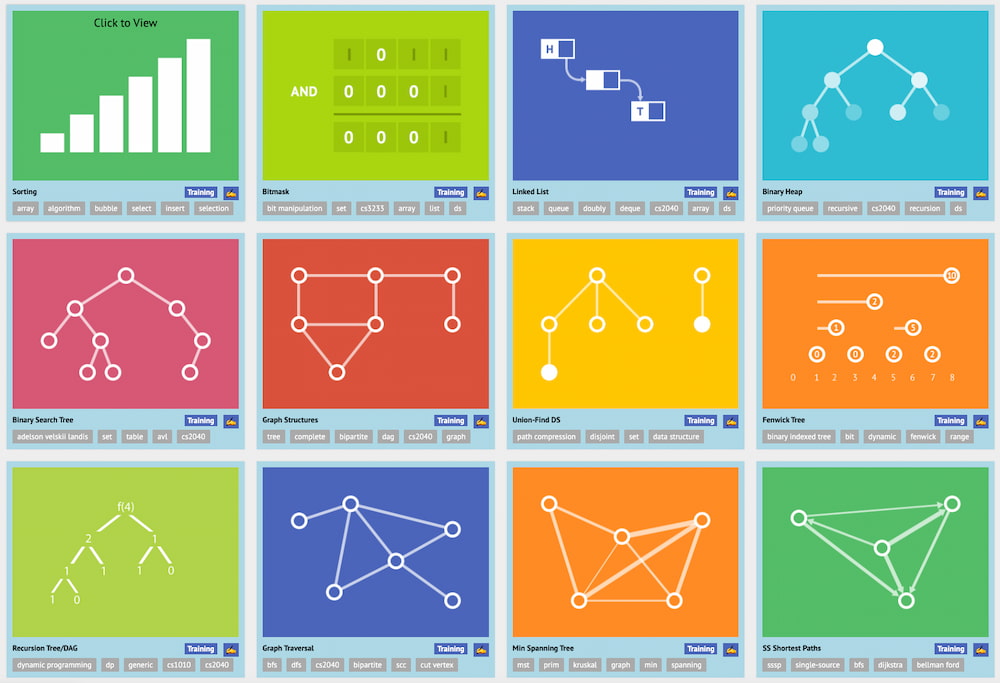 Click to View
Sorting Training
array algorithm bubble select insert selection
I 0 I I
AND 0 0 0 I
0 0 0 I
Bitmask Training
bit manipulation set cs3233 array list ds
H
T
Linked List Training
stack queue doubly deque cs2040 array ds
Binary Heap Training
priority queue recursive cs2040 recursion ds
Binary Search Tree Training
adelson velskii landis set table avl cs2040
Graph Structures Training
tree complete bipartite dag cs2040 graph
Union-Find DS Training
path compression disjoint set data structure
10
2
1 5
0 0 2 2
0 1 2 3 4 5 6 7 8
Fenwick Tree Training
binary indexed tree bit dynamic fenwick range
f(4)
2 1
1 1 1 0
1 0
Recursion Tree/DAG Training
dynamic programming dp generic cs1010 cs2040
Graph Traversal Training
bfs dfs cs2040 bipartite scc cut vertex
Min Spanning Tree Training
mst prim kruskal graph min spanning
SS Shortest Paths Training
sssp single-source bfs dijkstra bellman ford